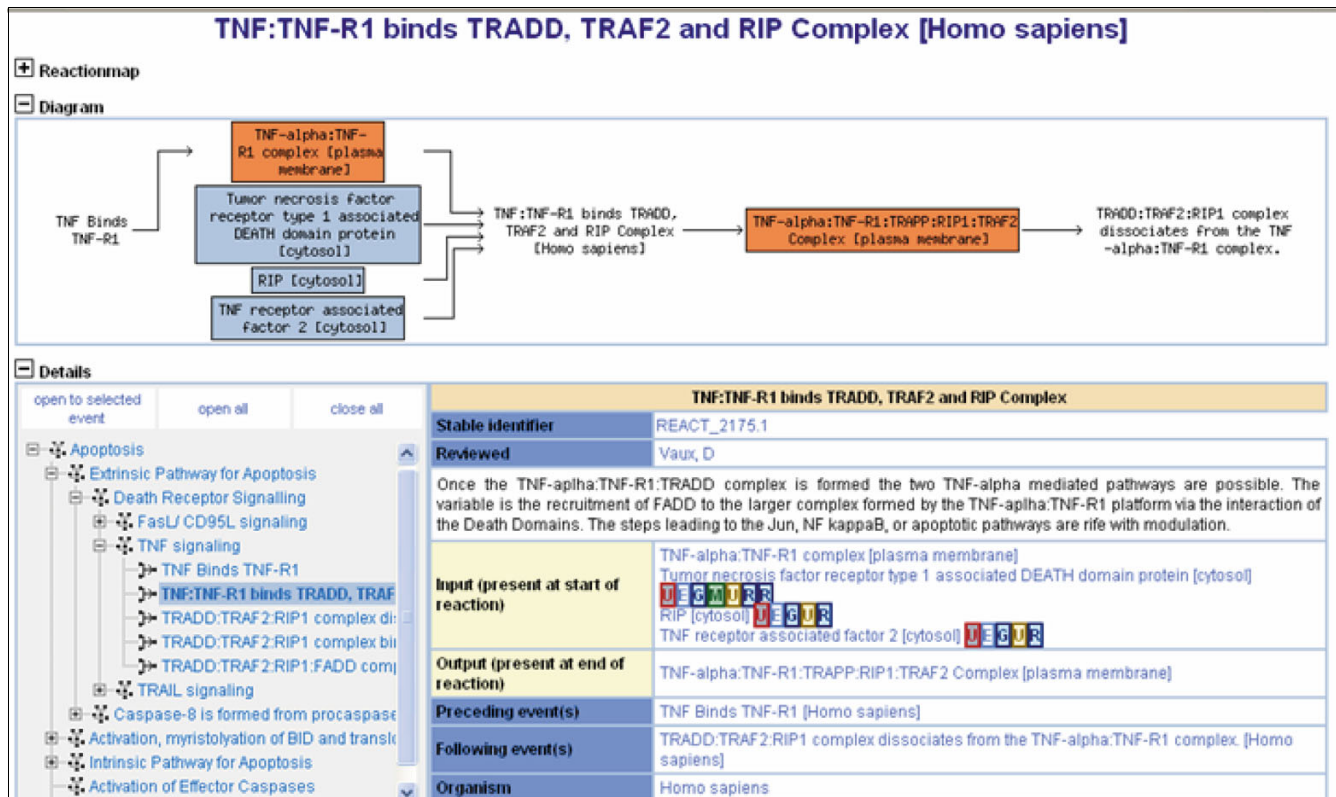 TNF:TNF-R1 binds TRADD, TRAF2 and RIP Complex [Homo sapiens]
Reactionmap
Diagram
TNF Binds
TNF-R1
TNF-alpha:TNF-
R1 complex [plasma
membrane]
Tumor necrosis factor
receptor type 1 associated
DEATH domain protein
[cytosol]
RIP [cytosol]
TNF receptor associated
factor 2 [cytosol]
TNF:TNF-R1 binds TRADD,
TRAF2 and RIP Complex
[Homo sapiens]
TNF-alpha:TNF-R1:TRAPP:RIP1:TRAF2
Complex [plasma membrane]
TRADD:TRAF2:RIP1 complex
dissociates from the TNF
-alpha:TNF-R1 complex.
Details
open to selected
event
open all
close all
Apoptosis
Extrinsic Pathway for Apoptosis
Death Receptor Signalling
FasL/ CD95L signaling
TNF signaling
TNF Binds TNF-R1
TNF:TNF-R1 binds TRADD, TRAF
TRADD:TRAF2:RIP1 complex di
TRADD:TRAF2:RIP1 complex bi
TRADD:TRAF2:RIP1:FADD com
TRAIL signaling
Caspase-8 is formed from procaspase
Activation, myristolyation of BID and translo
Intrinsic Pathway for Apoptosis
Activation of Effector Caspases
TNF:TNF-R1 binds TRADD, TRAF2 and RIP Complex
Stable identifier REACT_2175.1
Reviewed Vaux, D
Once the TNF-aplha:TNF-R1:TRADD complex is formed the two TNF-alpha mediated pathways are possible. The
variable is the recruitment of FADD to the larger complex formed by the TNF-aplha:TNF-R1 platform via the interaction of
the Death Domains. The steps leading to the Jun, NF kappaB, or apoptotic pathways are rife with modulation.
Input (present at start of
reaction)
TNF-alpha:TNF-R1 complex [plasma membrane]
Tumor necrosis factor receptor type 1 associated DEATH domain protein [cytosol]
U E G M U R R
RIP [cytosol] U E G U R
TNF receptor associated factor 2 [cytosol] U E G U R
Output (present at end of
reaction)
TNF-alpha:TNF-R1:TRAPP:RIP1:TRAF2 Complex [plasma membrane]
Preceding event(s) TNF Binds TNF-R1 [Homo sapiens]
Following event(s)
TRADD:TRAF2:RIP1 complex dissociates from the TNF-alpha:TNF-R1 complex. [Homo
sapiens]
Organism Homo sapiens